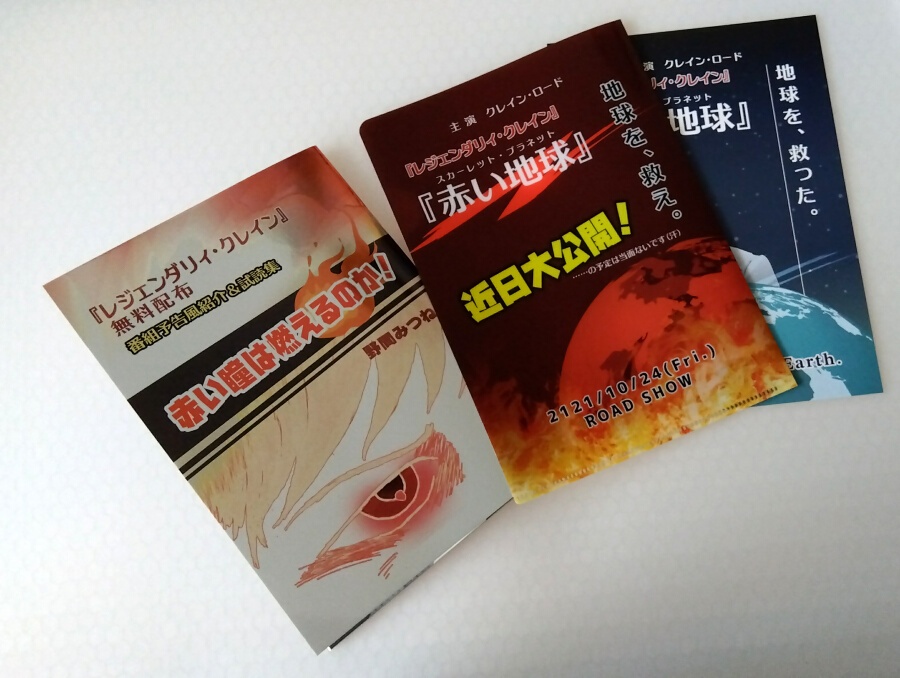 『レジェンダリィ・クレイン』
無料配布
番組予告風紹介＆試読集
赤い瞳は燃えるのか！
野間みつね
主演 クレイン・ロード
『レジェンダリィ・クレイン』
スカーレット・プラネット
『赤い地球』
地球を、救え。
近日大公開！
……の予定は当面ないです(汗)
2121/10/24(Fri.)
ROAD SHOW
演 クレイン・ロード
ィ・クレイン』
プラネット
地球』
地球を、救った。
Earth.